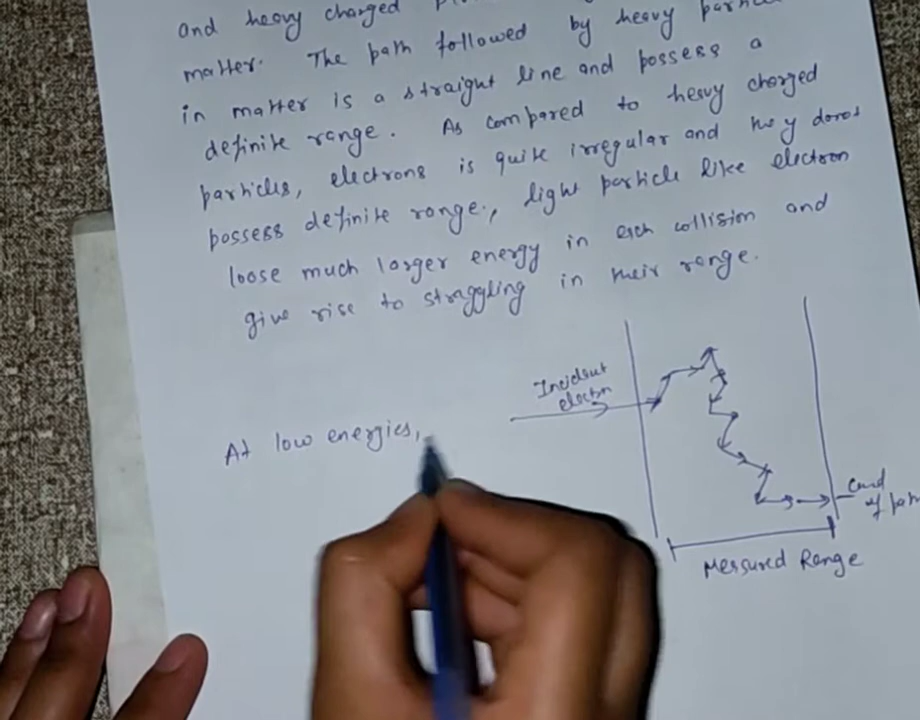 and heavy charged
matter. The path followed by heavy
in matter is a straight line and possess a
definite range. As compared to heavy charged
particles, electrons is quite irregular and they
possess definite range., light particle like electron
loose much larger energy in each collision and
give rise to straggling in their range.
Incident
electron
At low energies,
Measured Range